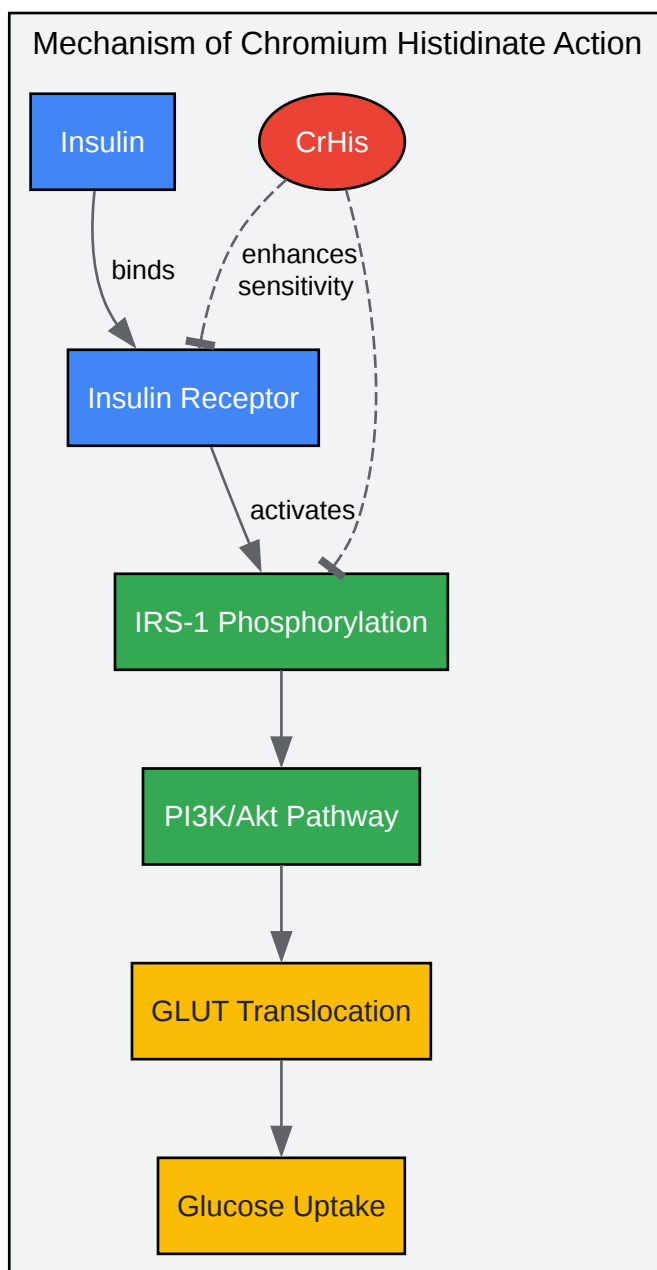 Mechanism of Chromium Histidinate Action
Insulin
CrHis
binds
enhances
sensitivity
Insulin Receptor
activates
IRS-1 Phosphorylation
PI3K/Akt Pathway
GLUT Translocation
Glucose Uptake